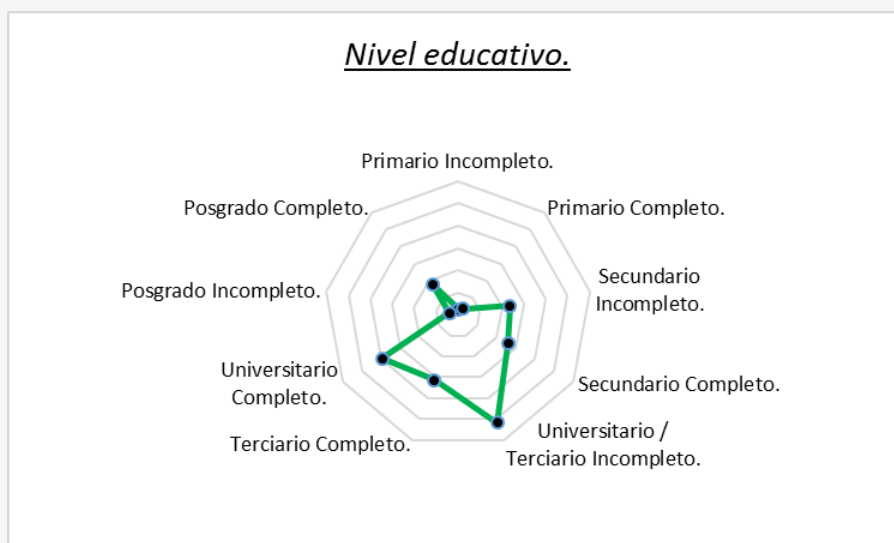 Nivel educativo.
Primario Incompleto.
Posgrado Completo.
Primario Completo.
Posgrado Incompleto.
Secundario
Incompleto.
Universitario
Completo.
Secundario Completo.
Terciario Completo.
Universitario /
Terciario Incompleto.